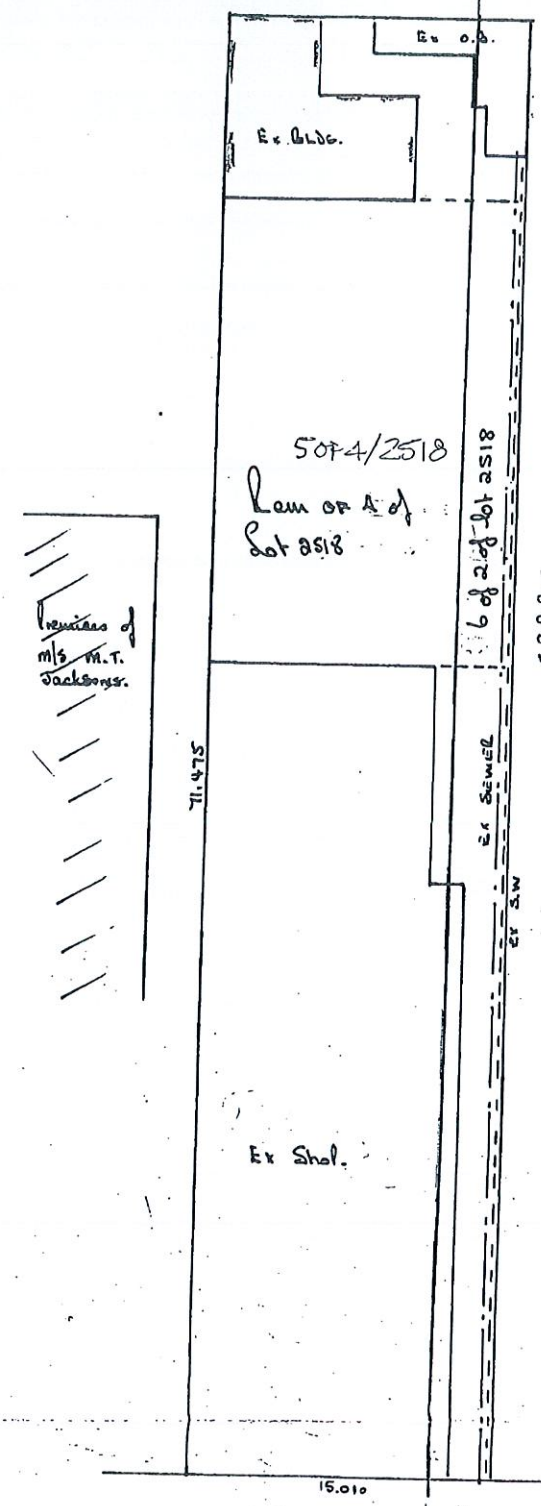 Ex O.B.
Ex. BLDG.
5 OF 4/2518
Rem OF 4 of
Lot 2518
6 of 2 of Lot 2518
Premises of
M/S M.T.
Jacksons.
71.475
Ex SEWER
Ex S.W
Ex Shop.
15.010